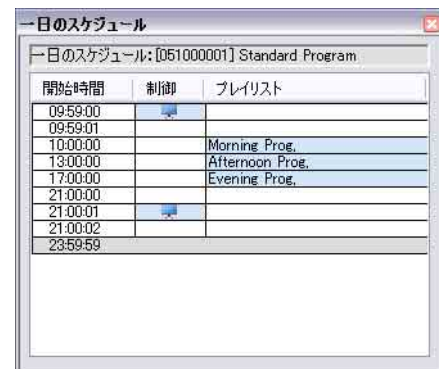 一日のスケジュール
一日のスケジュール:[051000001] Standard Program
開始時間 制御 プレイリスト
09:59:00
09:59:01
10:00:00 Morning Prog.
13:00:00 Afternoon Prog.
17:00:00 Evening Prog.
21:00:00
21:00:01
21:00:02
23:59:59